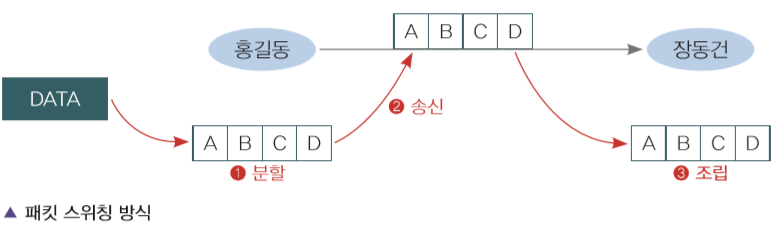 A B C D
홍길동
장동건
DATA
❷ 송신
A B C D
A B C D
❶ 분할
❸ 조립
▲ 패킷 스위칭 방식